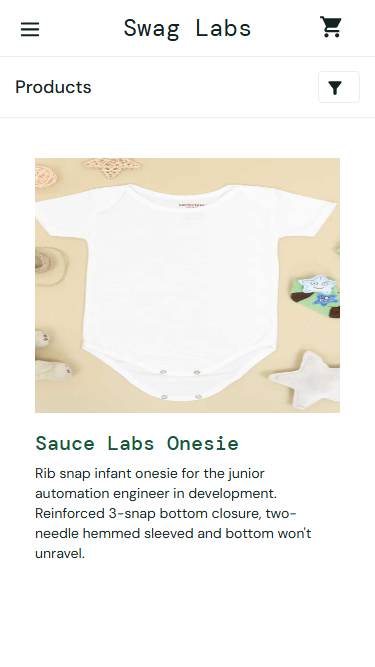 Swag Labs
Products
Sauce Labs Onesie
Rib snap infant onesie for the junior
automation engineer in development.
Reinforced 3-snap bottom closure, two-
needle hemmed sleeved and bottom won't
unravel.